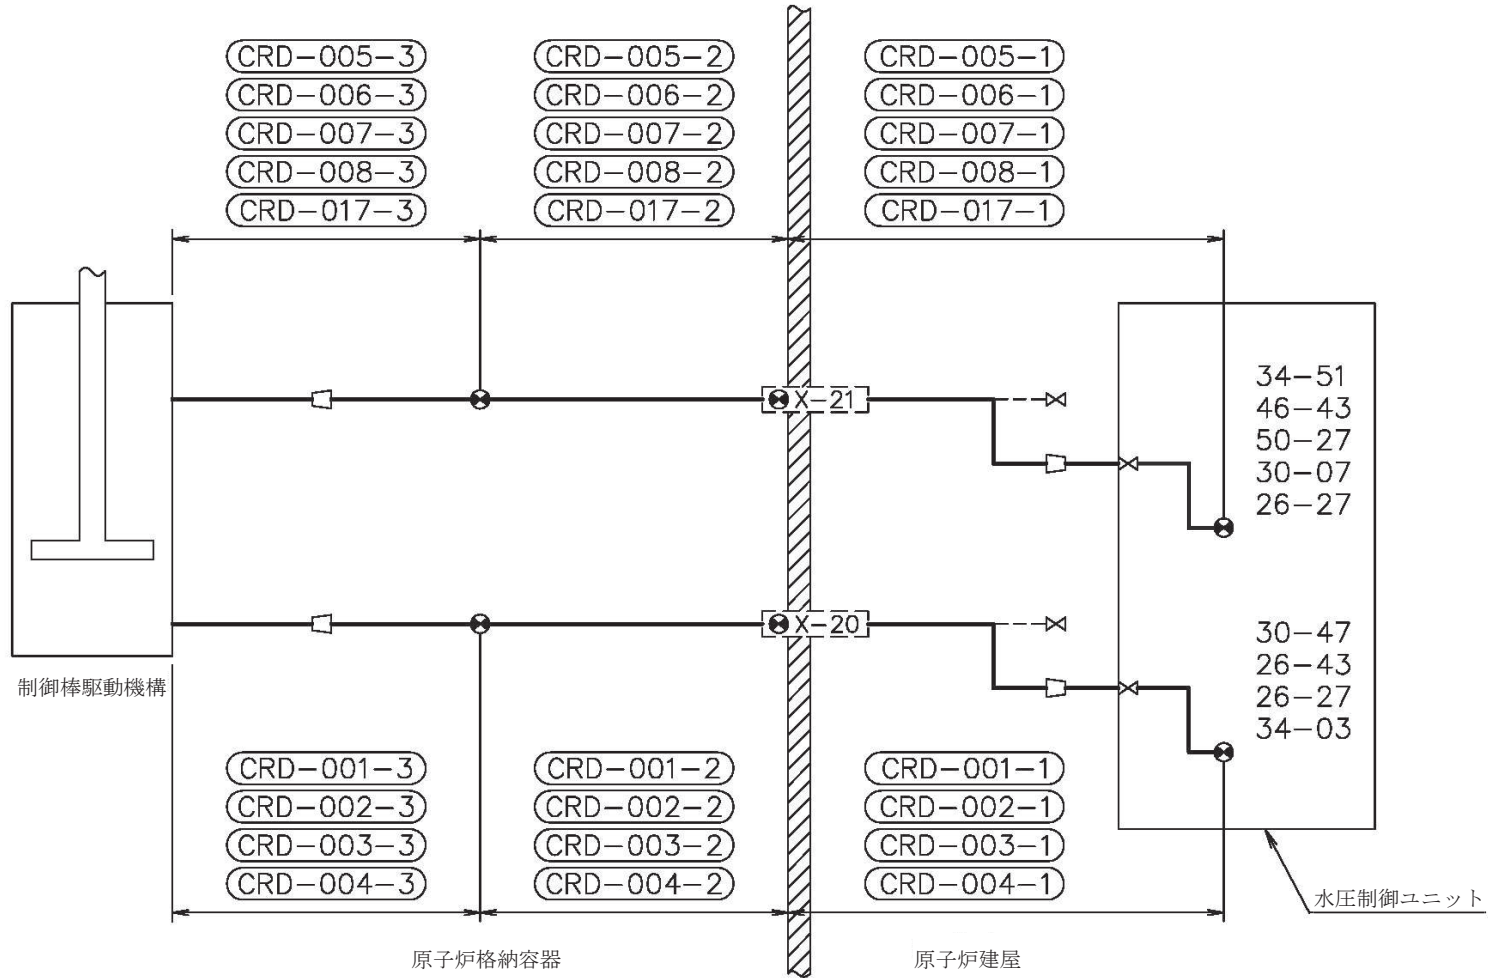 CRD-005-3 CRD-005-2 CRD-005-1
CRD-006-3 CRD-006-2 CRD-006-1
CRD-007-3 CRD-007-2 CRD-007-1
CRD-008-3 CRD-008-2 CRD-008-1
CRD-017-3 CRD-017-2 CRD-017-1
34-51
X-21 46-43
50-27
30-07
26-27
X-20 30-47
26-43
制御棒駆動機構 26-27
34-03
CRD-001-3 CRD-001-2 CRD-001-1
CRD-002-3 CRD-002-2 CRD-002-1
CRD-003-3 CRD-003-2 CRD-003-1
CRD-004-3 CRD-004-2 CRD-004-1
水圧制御ユニット
原子炉格納容器 原子炉建屋